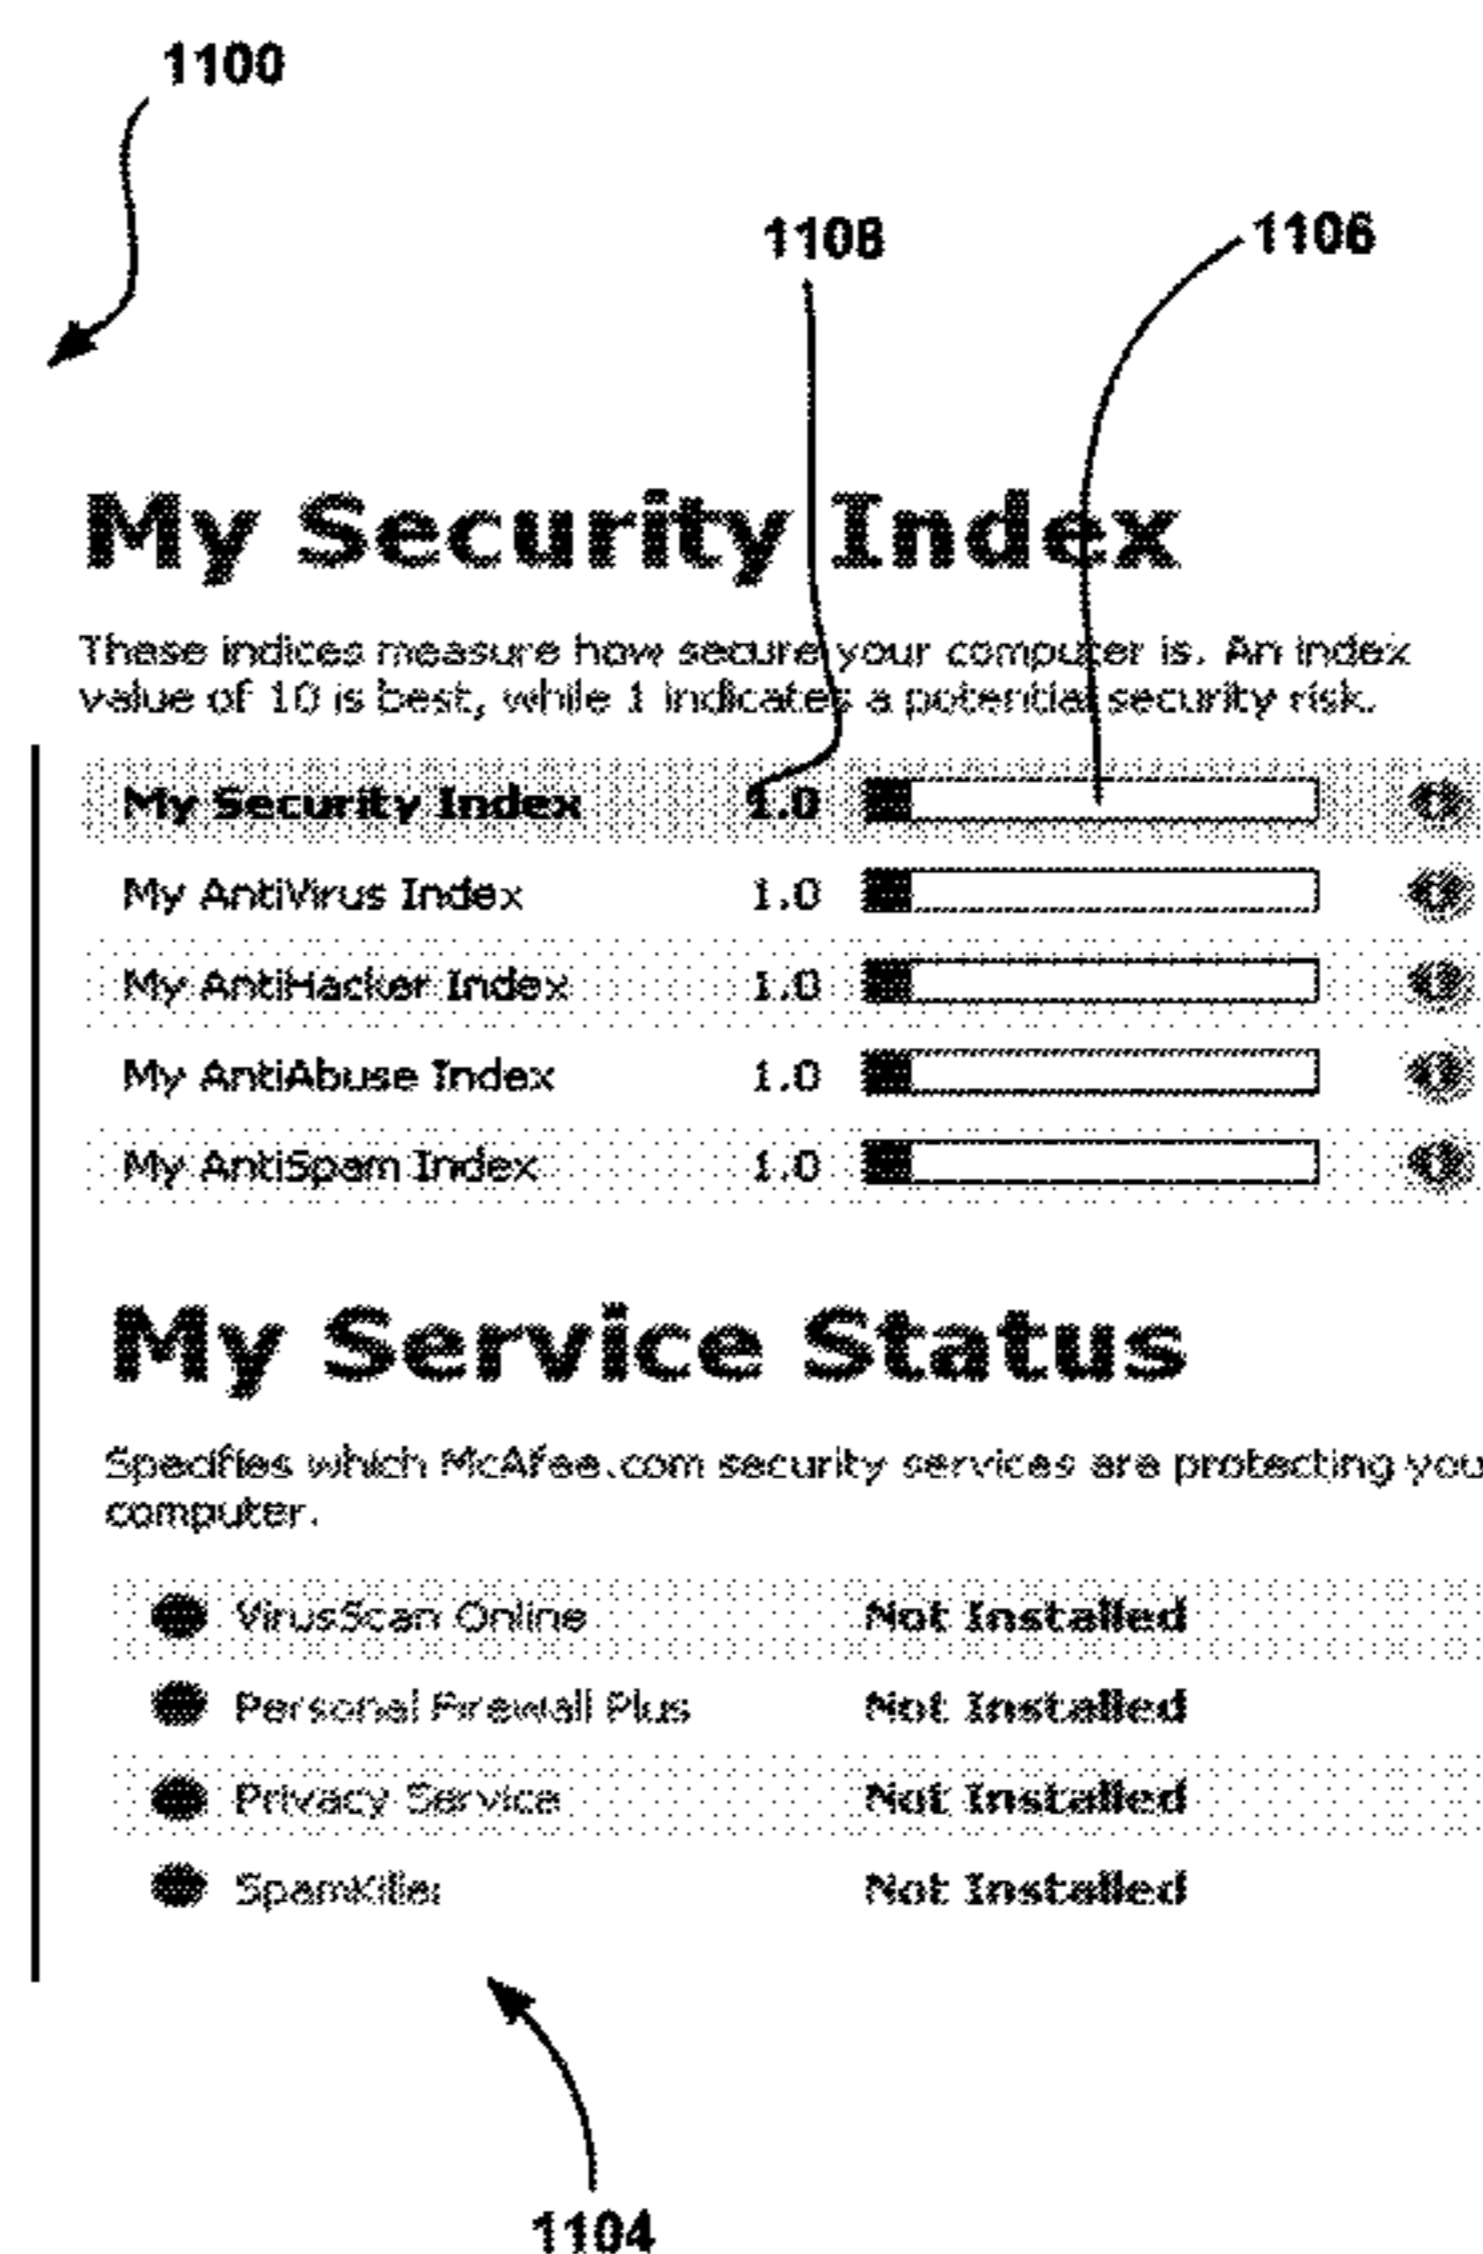 1100
1108
1106
My Security Index
These indices measure how secure your computer is. An index
value of 10 is best, while 1 indicates a potential security risk.
My Security Index 1.0
My AntiVirus Index 1.0
My AntiHacker Index 1.0
My AntiAbuse Index 1.0
My AntiSpam Index 1.0
My Service Status
Specifies which McAfee.com security services are protecting you
computer.
VirusScan Online Not Installed
Personal Firewall Plus Not Installed
Privacy Service Not Installed
SpamKiller Not Installed
1104